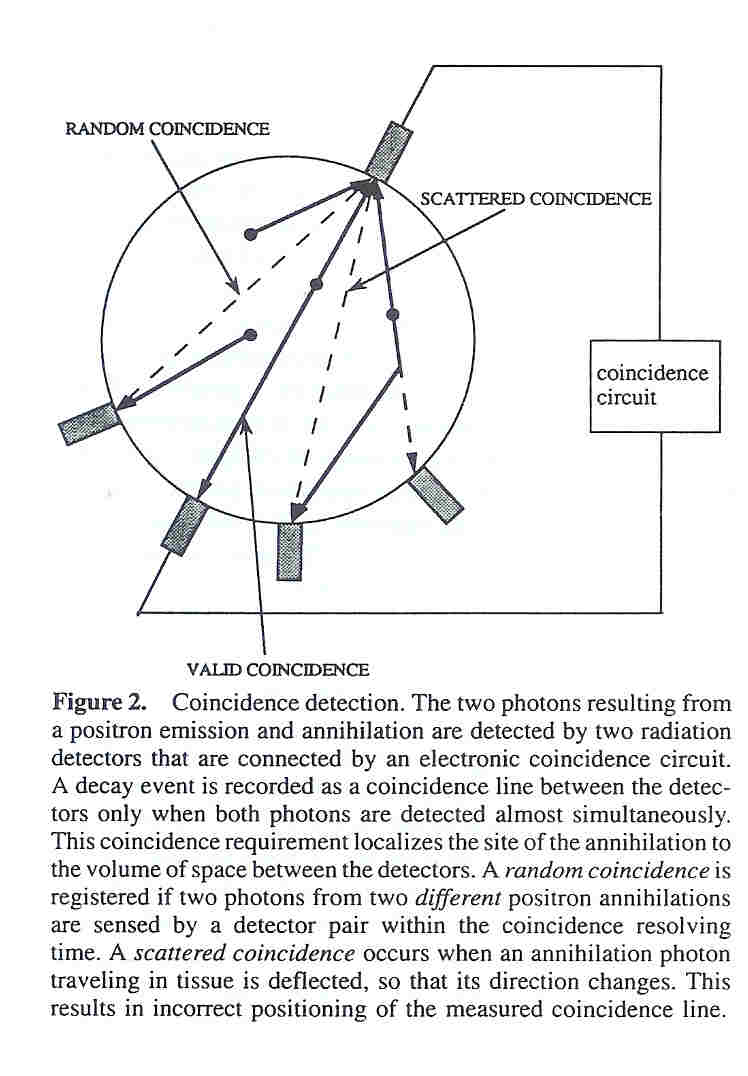 RANDOM COINCIDENCE
SCATTERED COINCIDENCE
coincidence
circuit
VALID COINCIDENCE
Figure 2. Coincidence detection. The two photons resulting from
a positron emission and annihilation are detected by two radiation
detectors that are connected by an electronic coincidence circuit.
A decay event is recorded as a coincidence line between the detec-
tors only when both photons are detected almost simultaneously.
This coincidence requirement localizes the site of the annihilation to
the volume of space between the detectors. A random coincidence is
registered if two photons from two different positron annihilations
are sensed by a detector pair within the coincidence resolving
time. A scattered coincidence occurs when an annihilation photon
traveling in tissue is deflected, so that its direction changes. This
results in incorrect positioning of the measured coincidence line.